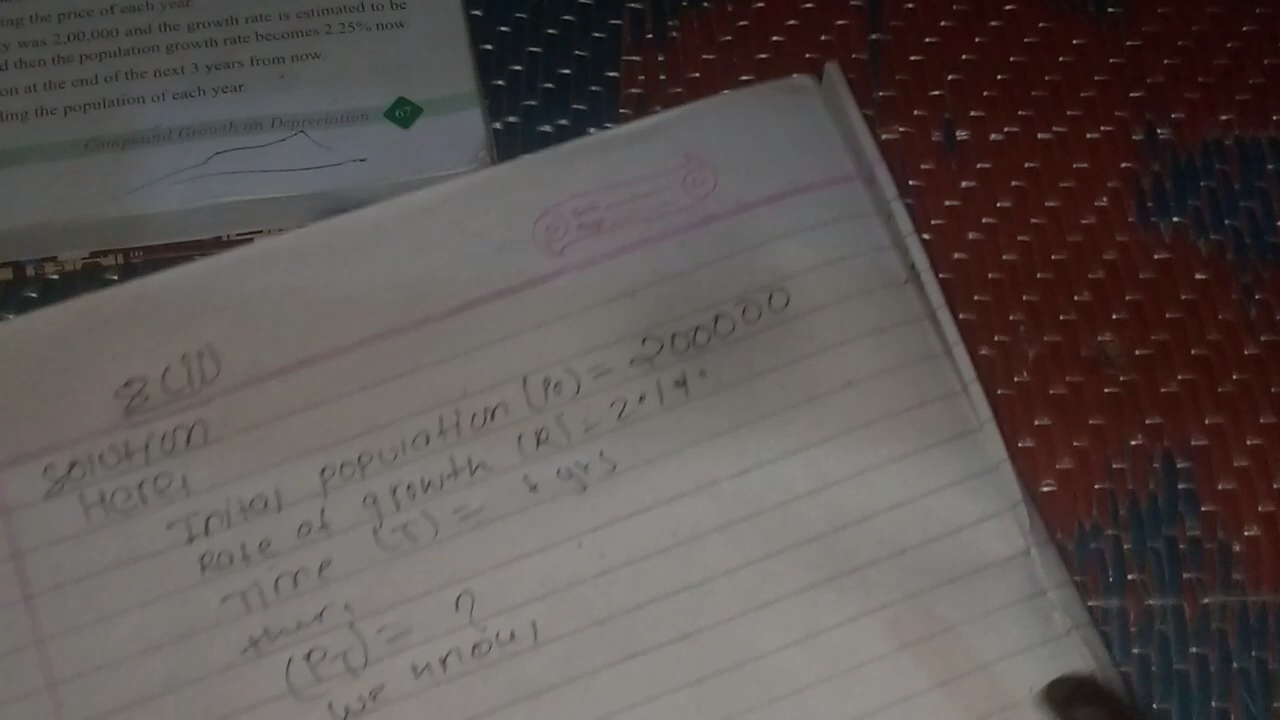 ing the price of each year.
y was 2,00,000 and the growth rate is estimated to be
d then the population growth rate becomes 2.25% now.
on at the end of the next 3 years from now.
ding the population of each year.
Compound Growth on Depreciation 67
8(ii)
solution
Here,
Initial population (P0) = 200000
Rate of growth (R) = 2.1%
Time (T) = yrs
then,
(PT) = ?
we know,